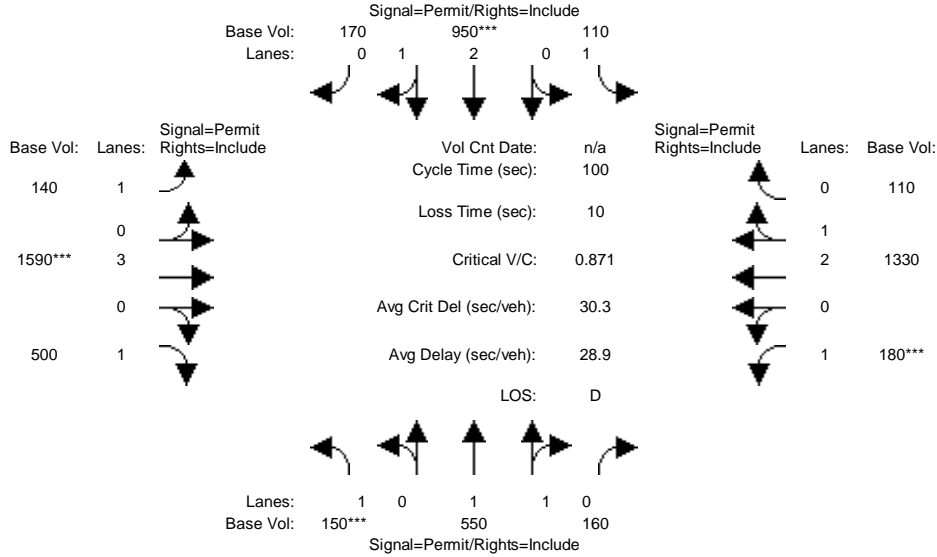 Signal=Permit/Rights=Include
Base Vol: 170 950*** 110
Lanes: 0 1 2 0 1
Signal=Permit
Base Vol: Lanes: Rights=Include
Vol Cnt Date: n/a
Signal=Permit
Rights=Include Lanes: Base Vol:
Cycle Time (sec): 100
140 1
0 110
Loss Time (sec): 10
0
1
1590*** 3
Critical V/C: 0.871
2 1330
0
Avg Crit Del (sec/veh): 30.3
0
500 1
Avg Delay (sec/veh): 28.9
1 180***
LOS: D
Lanes: 1 0 1 1 0
Base Vol: 150*** 550 160
Signal=Permit/Rights=Include